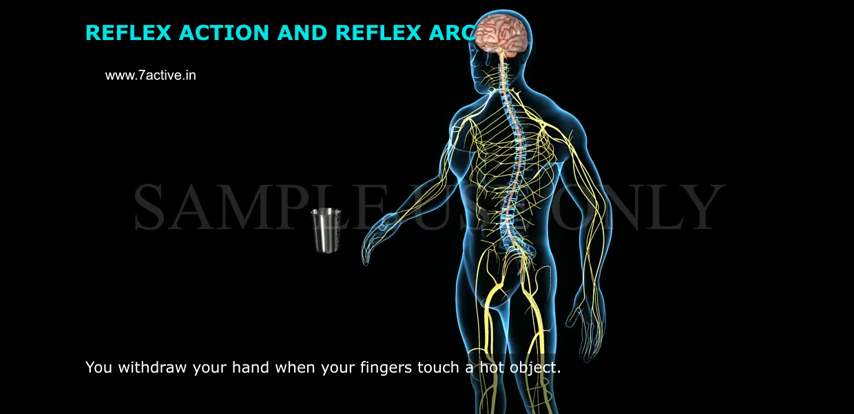 REFLEX ACTION AND REFLEX ARC
www.7active.in
SAMPLE USE ONLY
You withdraw your hand when your fingers touch a hot object.